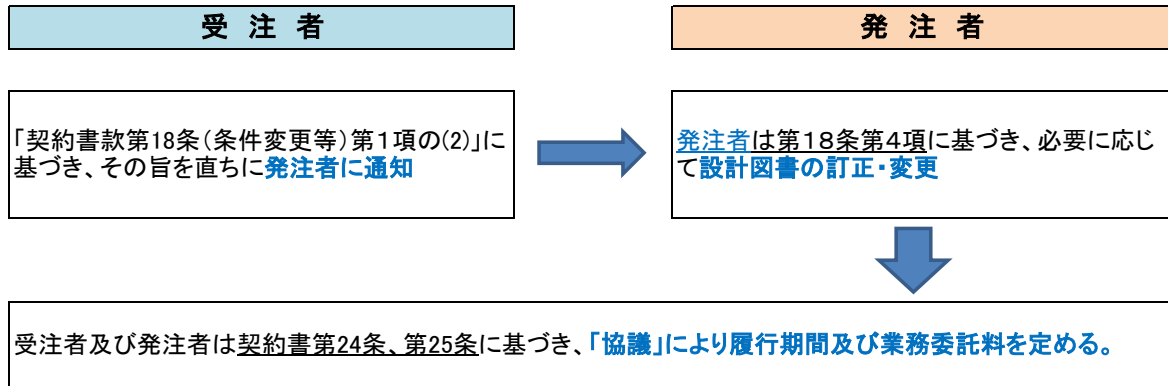 受 注 者
発 注 者
「契約書款第18条(条件変更等)第１項の(2)」に
基づき、その旨を直ちに発注者に通知
発注者は第１８条第４項に基づき、必要に応じ
て設計図書の訂正・変更
受注者及び発注者は契約書第24条、第25条に基づき、「協議」により履行期間及び業務委託料を定める。